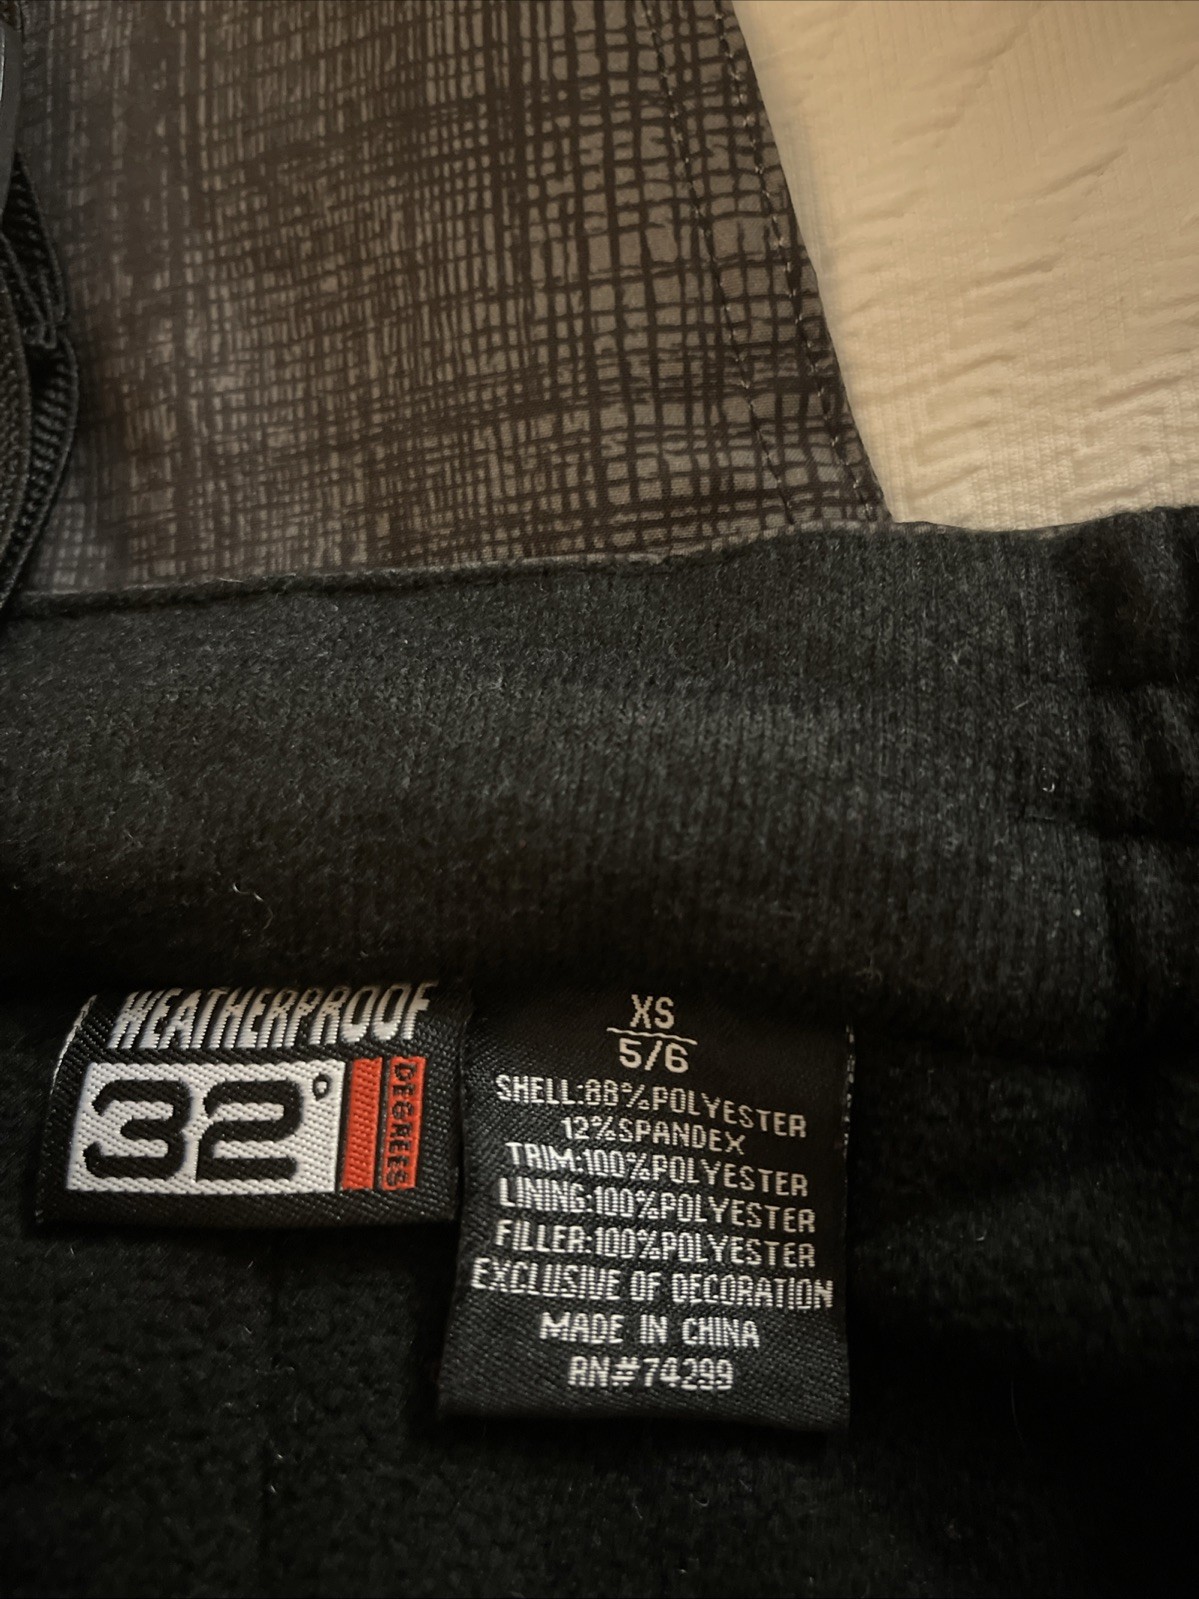 WEATHERPROOF
32°
DEGREES
XS
5/6
SHELL:88%POLYESTER
12%SPANDEX
TRIM:100%POLYESTER
LINING:100%POLYESTER
FILLER:100%POLYESTER
EXCLUSIVE OF DECORATION
MADE IN CHINA
RN#74299